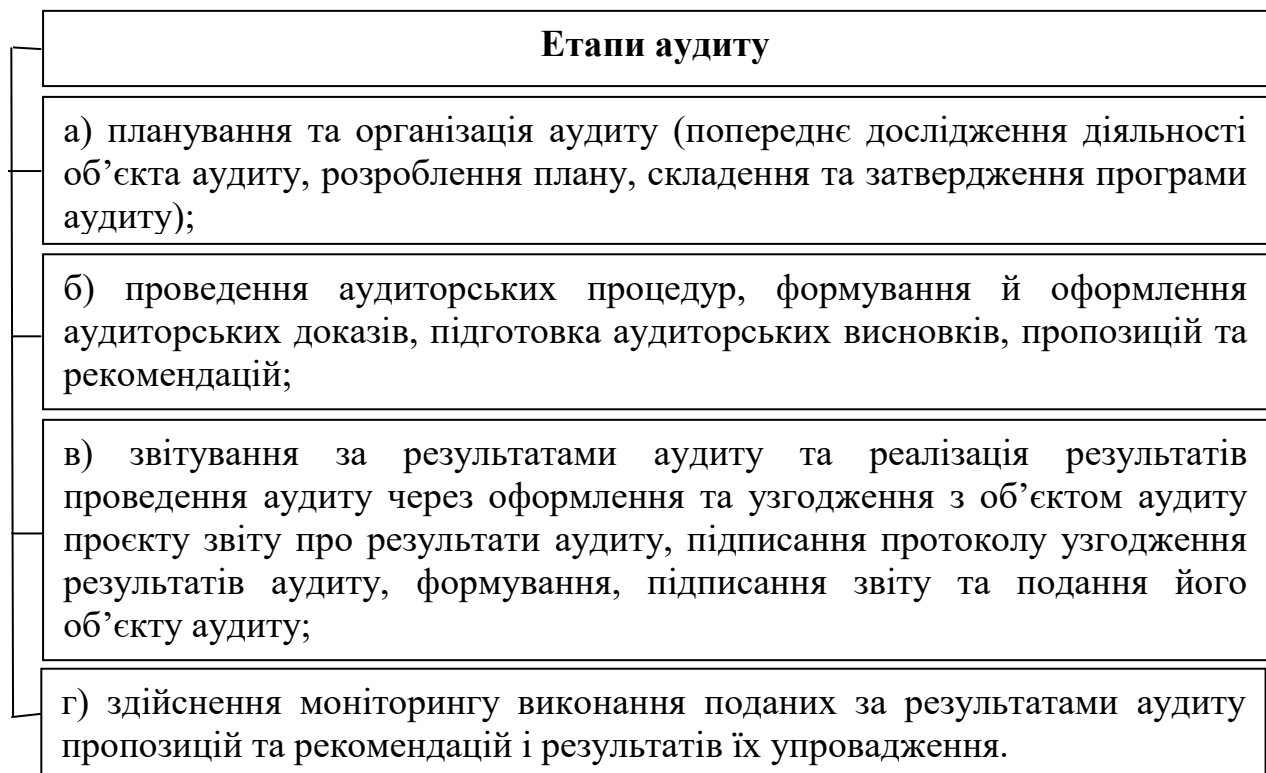 Етапи аудиту
а) планування та організація аудиту (попереднє дослідження діяльності
об’єкта аудиту, розроблення плану, складення та затвердження програми
аудиту);
б) проведення аудиторських процедур, формування й оформлення
аудиторських доказів, підготовка аудиторських висновків, пропозицій та
рекомендацій;
в) звітування за результатами аудиту та реалізація результатів
проведення аудиту через оформлення та узгодження з об’єктом аудиту
проєкту звіту про результати аудиту, підписання протоколу узгодження
результатів аудиту, формування, підписання звіту та подання його
об’єкту аудиту;
г) здійснення моніторингу виконання поданих за результатами аудиту
пропозицій та рекомендацій і результатів їх упровадження.